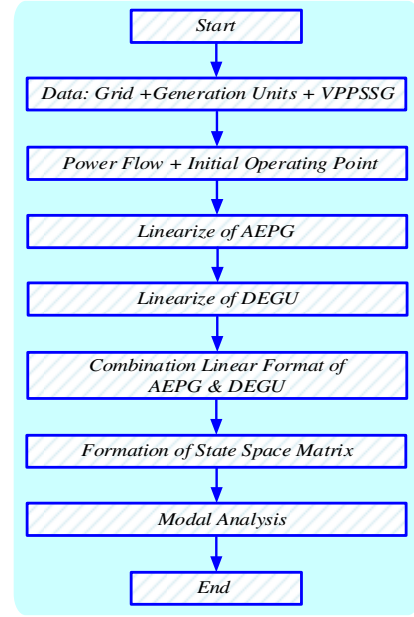 Start
Data: Grid +Generation Units + VPPSSG
Power Flow + Initial Operating Point
Linearize of AEPG
Linearize of DEGU
Combination Linear Format of
AEPG & DEGU
Formation of State Space Matrix
Modal Analysis
End